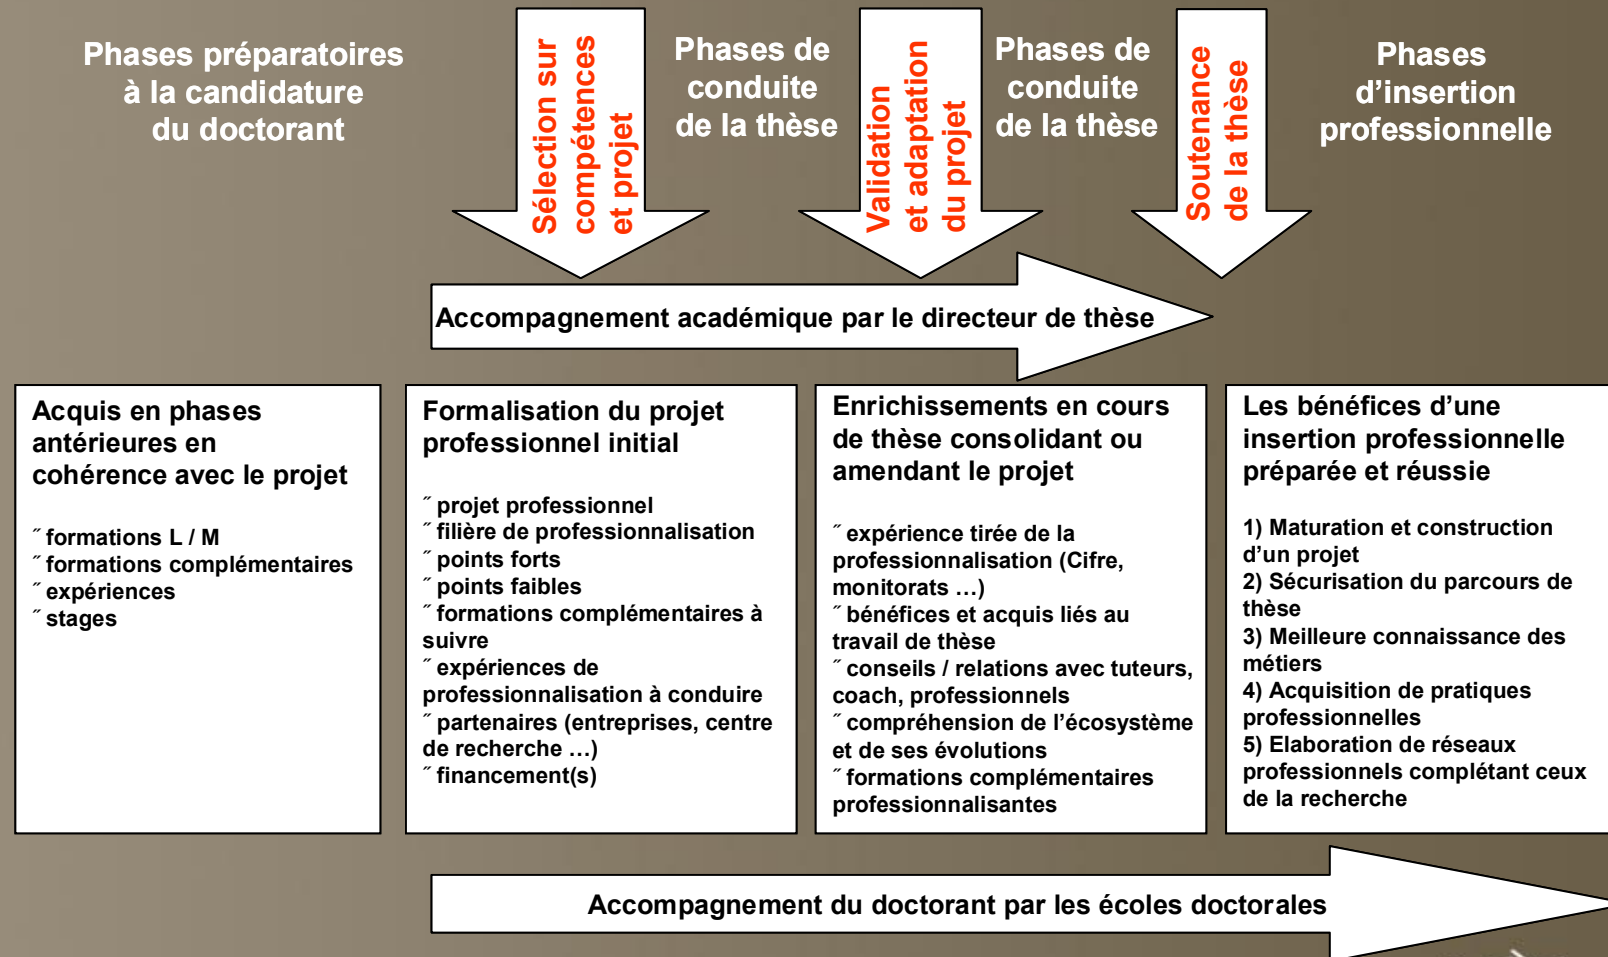 Phases préparatoires
à la candidature
du doctorant
Sélection sur
compétences
et projet
Phases de
conduite
de la thèse
Validation
et adaptation
du projet
Phases de
conduite
de la thèse
Soutenance
de la thèse
Phases
d’insertion
professionnelle
Accompagnement académique par le directeur de thèse
Acquis en phases
antérieures en
cohérence avec le projet
˝ formations L / M
˝ formations complémentaires
˝ expériences
˝ stages
Formalisation du projet
professionnel initial
˝ projet professionnel
˝ filière de professionnalisation
˝ points forts
˝ points faibles
˝ formations complémentaires à
suivre
˝ expériences de
professionnalisation à conduire
˝ partenaires (entreprises, centre
de recherche …)
˝ financement(s)
Enrichissements en cours
de thèse consolidant ou
amendant le projet
˝ expérience tirée de la
professionnalisation (Cifre,
monitorats …)
˝ bénéfices et acquis liés au
travail de thèse
˝ conseils / relations avec tuteurs,
coach, professionnels
˝ compréhension de l’écosystème
et de ses évolutions
˝ formations complémentaires
professionnalisantes
Les bénéfices d’une
insertion professionnelle
préparée et réussie
1) Maturation et construction
d’un projet
2) Sécurisation du parcours de
thèse
3) Meilleure connaissance des
métiers
4) Acquisition de pratiques
professionnelles
5) Elaboration de réseaux
professionnels complétant ceux
de la recherche
Accompagnement du doctorant par les écoles doctorales